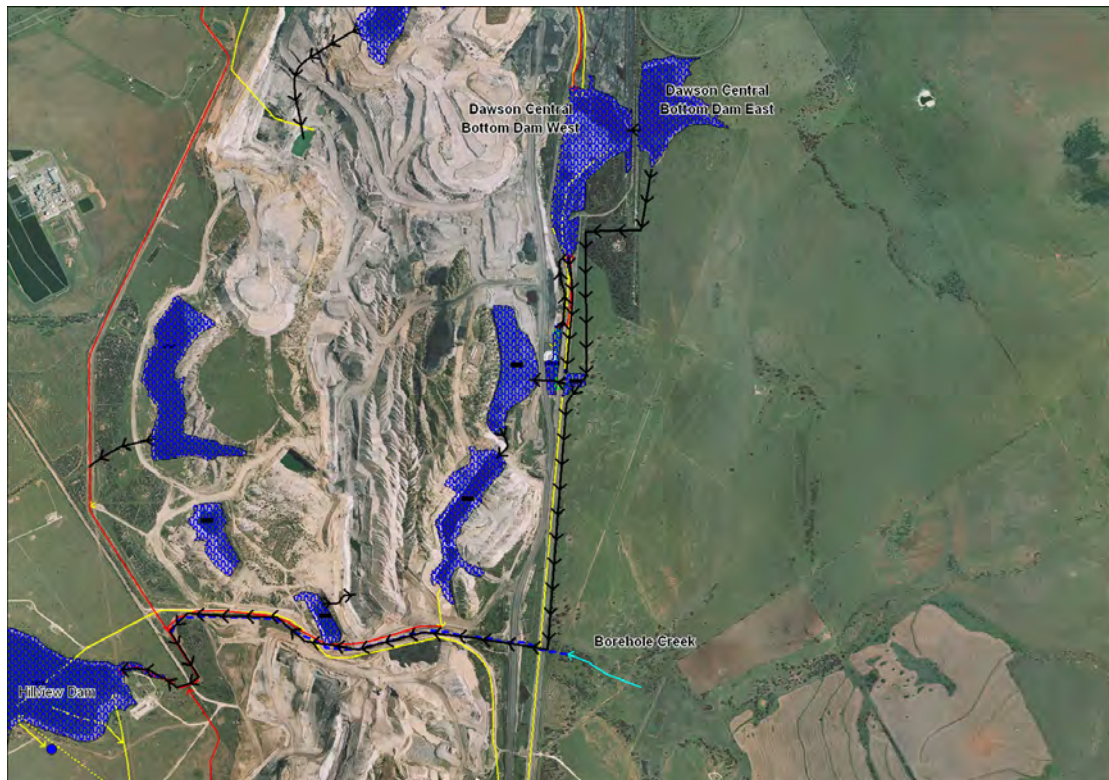 Dawson Central
Bottom Dam West
Dawson Central
Bottom Dam East
Borehole Creek
Hillview Dam